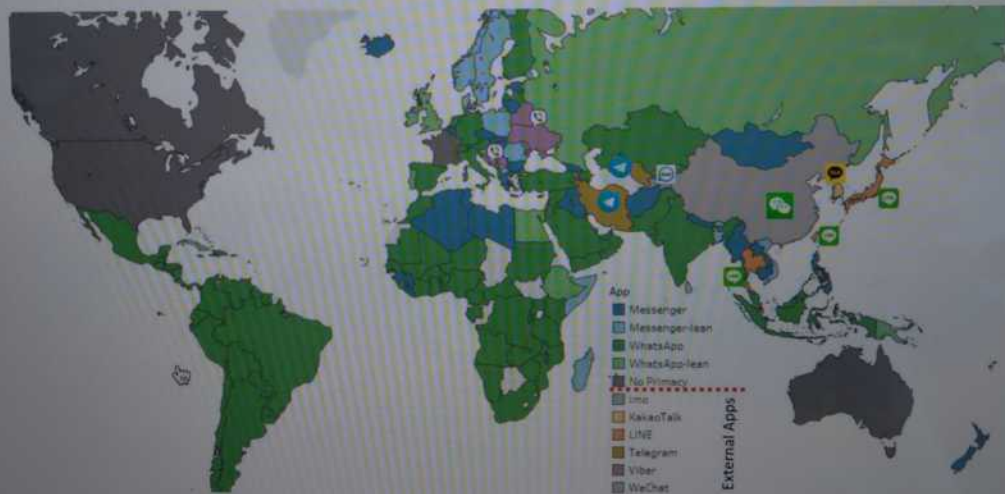 App
Messenger
Messenger-lean
WhatsApp
WhatsApp-lean
No Primacy
Imo
KakaoTalk
LINE
Telegram
Viber
WeChat
External Apps